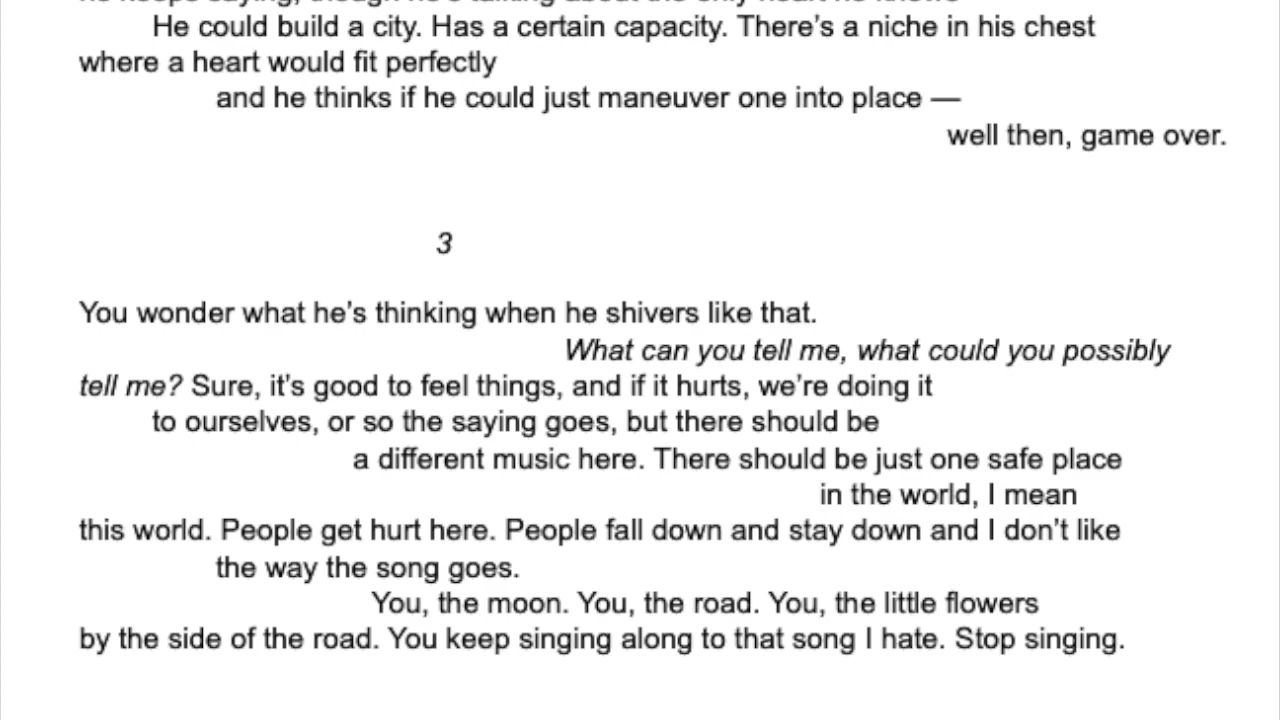 He could build a city. Has a certain capacity. There’s a niche in his chest
where a heart would fit perfectly
and he thinks if he could just maneuver one into place —
well then, game over.
3
You wonder what he’s thinking when he shivers like that.
What can you tell me, what could you possibly
tell me? Sure, it’s good to feel things, and if it hurts, we’re doing it
to ourselves, or so the saying goes, but there should be
a different music here. There should be just one safe place
in the world, I mean
this world. People get hurt here. People fall down and stay down and I don’t like
the way the song goes.
You, the moon. You, the road. You, the little flowers
by the side of the road. You keep singing along to that song I hate. Stop singing.